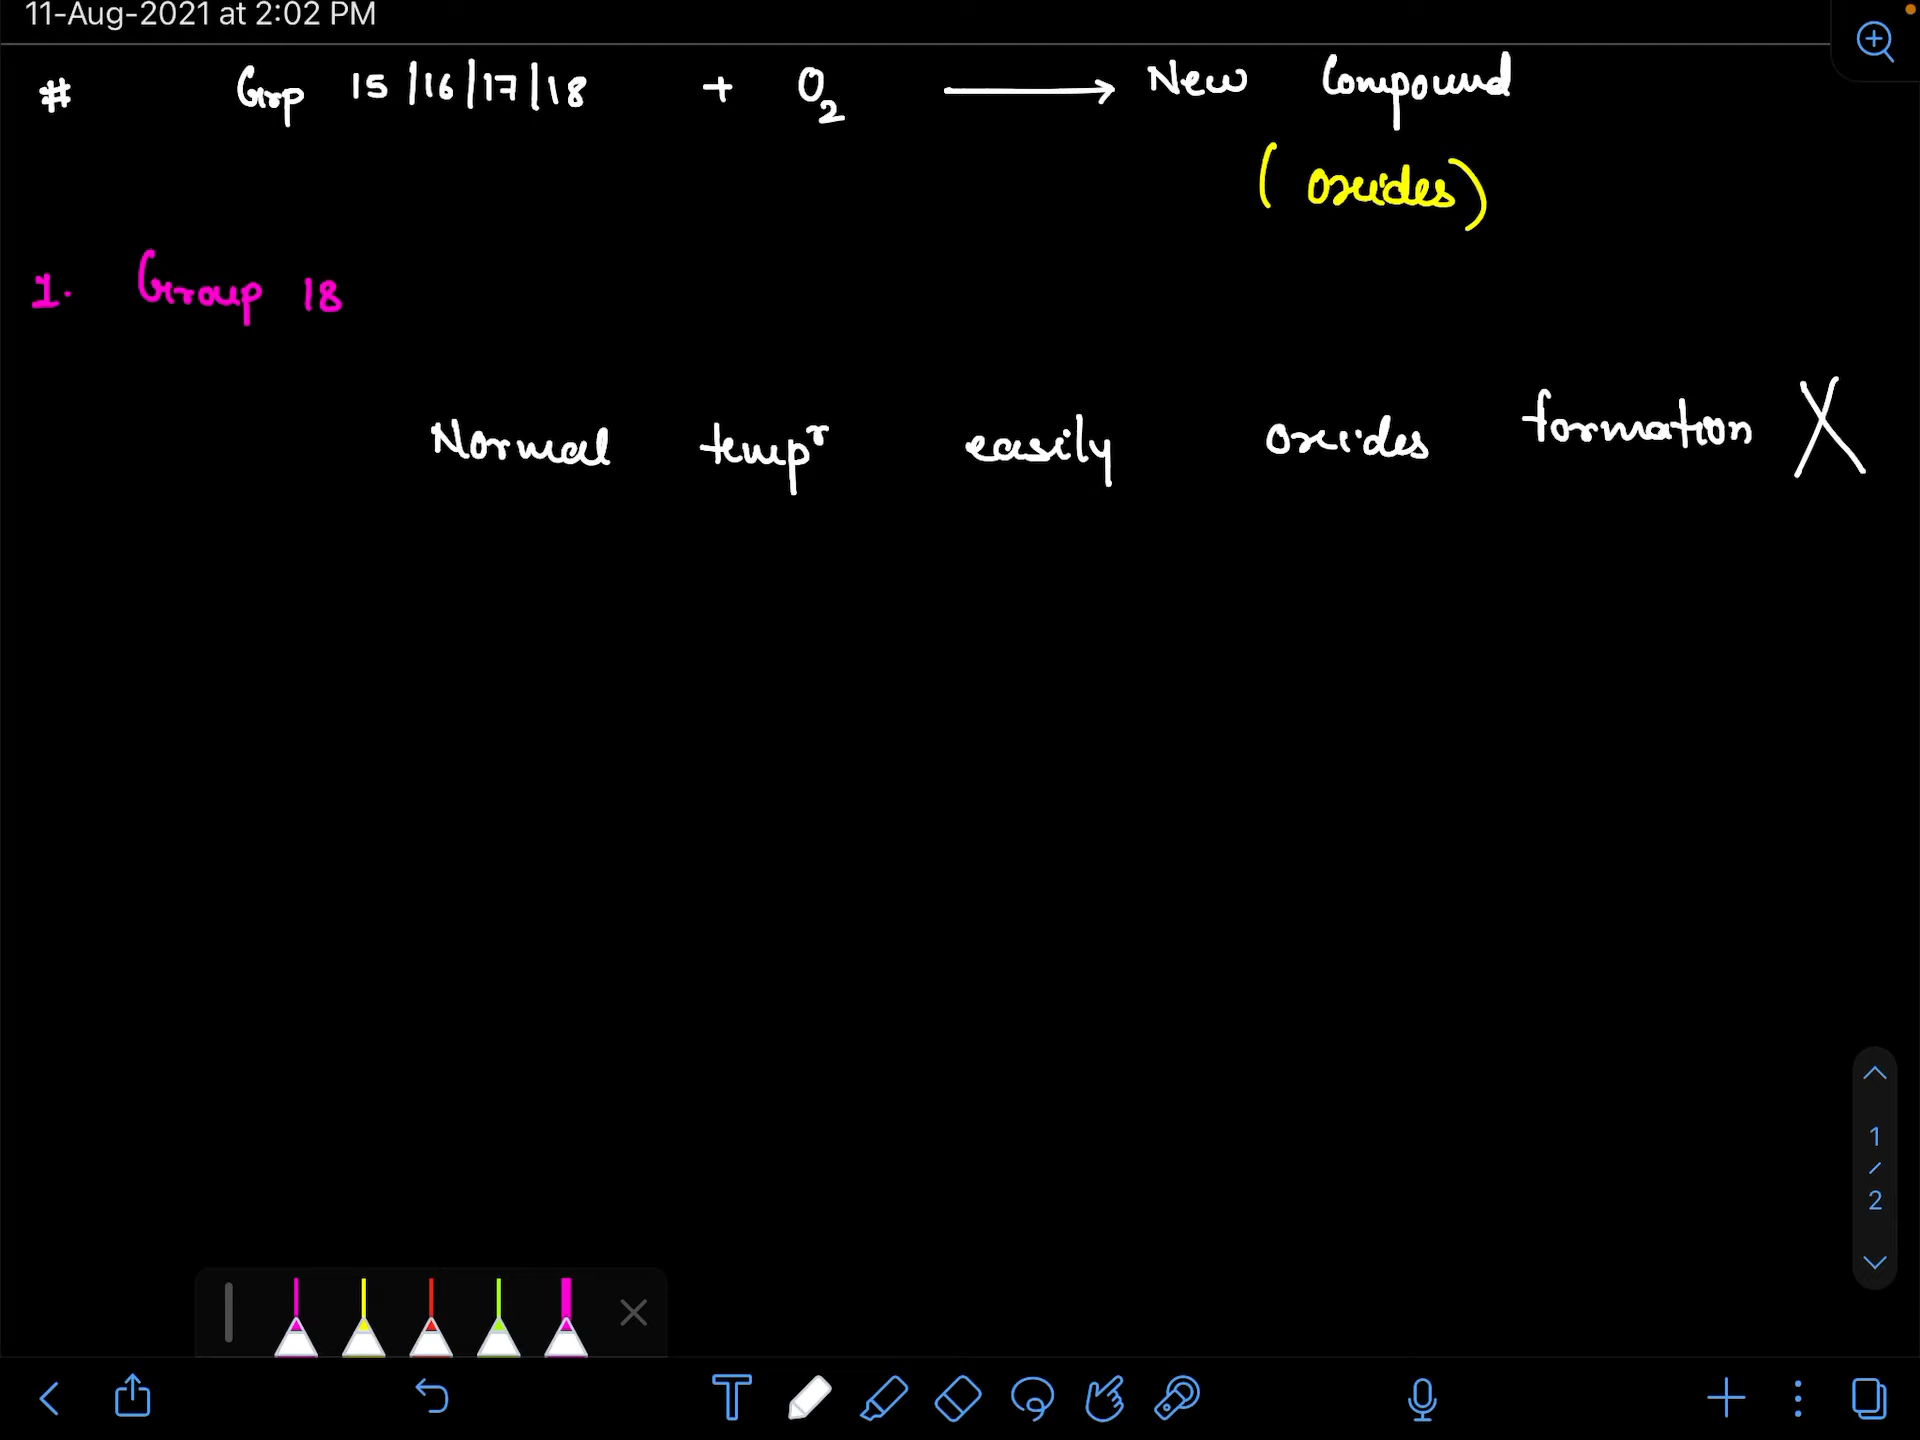 11-Aug-2021 at 2:02 PM
# Grp 15/16/17/18 + O₂ ⟶ New Compound
(oxides)
1. Group 18
Normal tempʳ easily oxides formation X
1
/
2